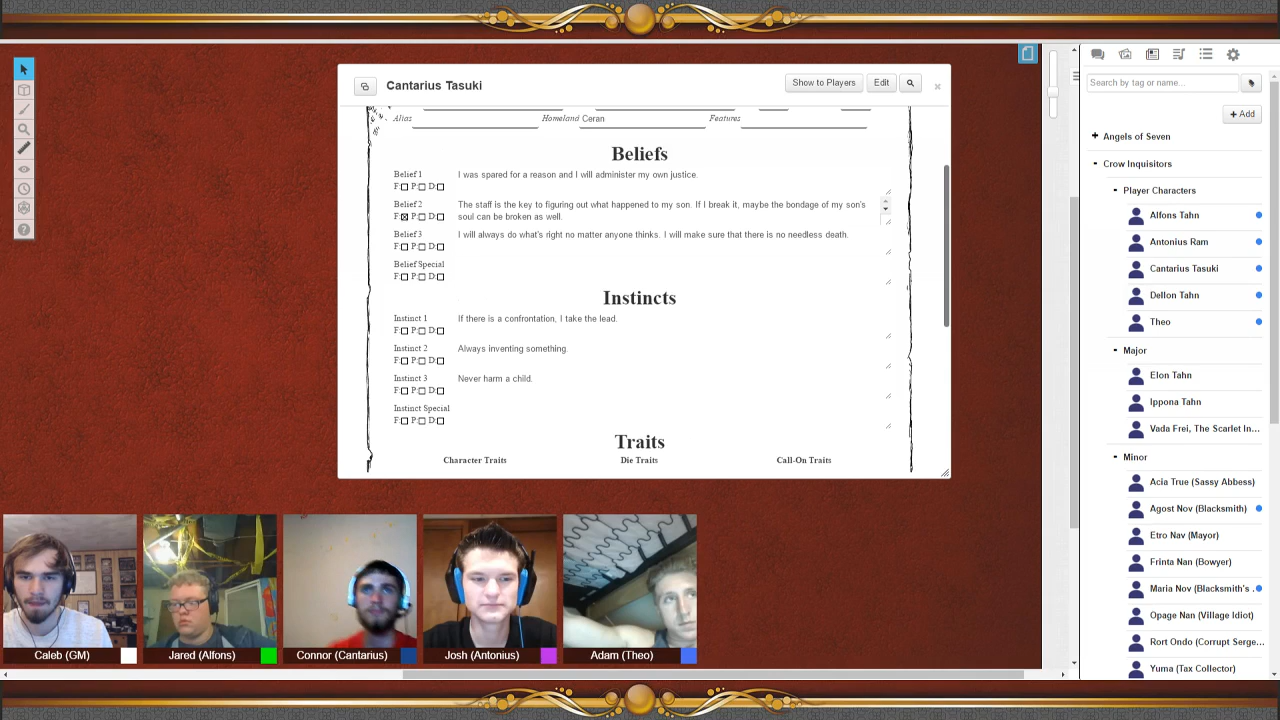 Cantarius Tasuki
Show to Players
Edit
Alias
Homeland Ceran
Features
Beliefs
Belief 1
I was spared for a reason and I will administer my own justice.
F: P: D:
Belief 2
The staff is the key to figuring out what happened to my son. If I break it, maybe the bondage of my son's
soul can be broken as well.
F: P: D:
Belief 3
I will always do what's right no matter anyone thinks. I will make sure that there is no needless death.
F: P: D:
Belief Special
F: P: D:
Instincts
Instinct 1
If there is a confrontation, I take the lead.
F: P: D:
Instinct 2
Always inventing something.
F: P: D:
Instinct 3
Never harm a child.
F: P: D:
Instinct Special
F: P: D:
Traits
Character Traits
Die Traits
Call-On Traits
Caleb (GM)
Jared (Alfons)
Connor (Cantarius)
Josh (Antonius)
Adam (Theo)
Search by tag or name...
+ Add
Angels of Seven
Crow Inquisitors
Player Characters
Alfons Tahn
Antonius Ram
Cantarius Tasuki
Dellon Tahn
Theo
Major
Elon Tahn
Ippona Tahn
Vada Frei, The Scarlet In...
Minor
Acia True (Sassy Abbess)
Agost Nov (Blacksmith)
Etro Nav (Mayor)
Frinta Nan (Bowyer)
Maria Nov (Blacksmith's ...
Opage Nan (Village Idiot)
Rort Ondo (Corrupt Serge...
Yuma (Tax Collector)